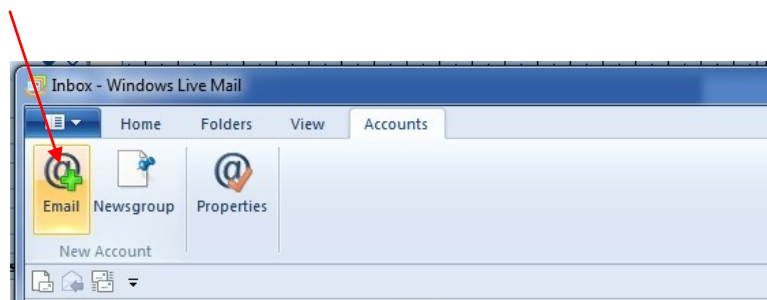 Inbox - Windows Live Mail
Home Folders View Accounts
Email Newsgroup Properties
New Account